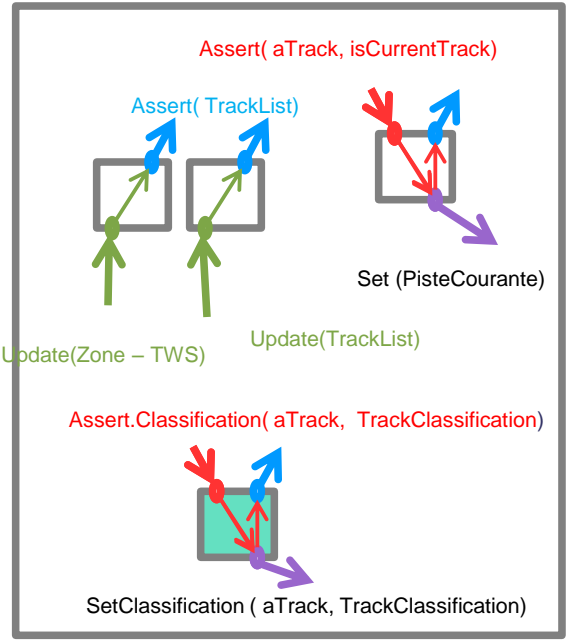 Assert( aTrack, isCurrentTrack)
Assert( TrackList)
Set (PisteCourante)
Update(TrackList)
Update(Zone – TWS)
Assert.Classification( aTrack, TrackClassification)
SetClassification ( aTrack, TrackClassification)